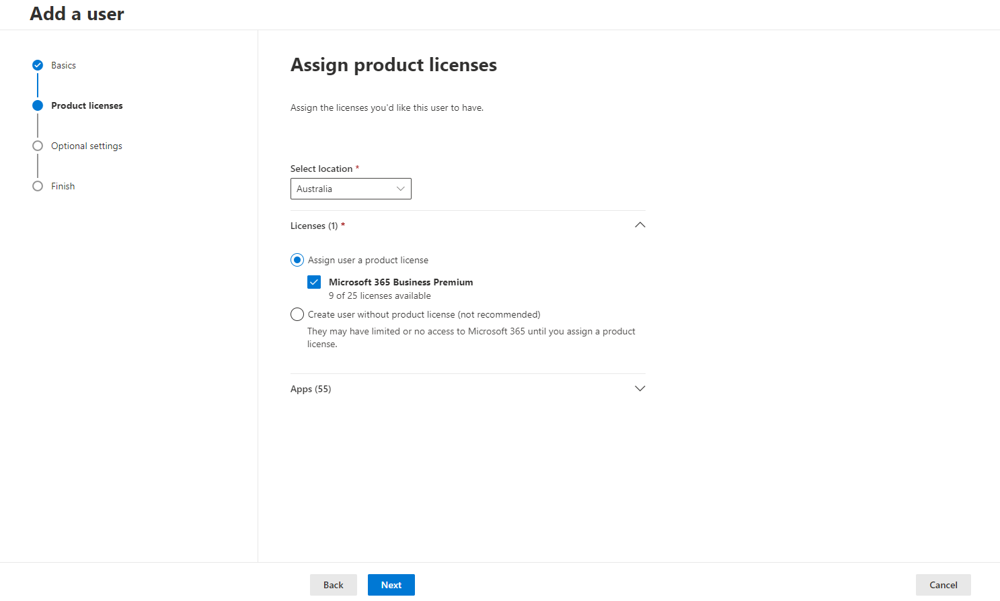 Add a user
Basics
Product licenses
Optional settings
Finish
Assign product licenses
Assign the licenses you'd like this user to have.
Select location *
Australia
Licenses (1) *
Assign user a product license
Microsoft 365 Business Premium
9 of 25 licenses available
Create user without product license (not recommended)
They may have limited or no access to Microsoft 365 until you assign a product
license.
Apps (55)
Back
Next
Cancel